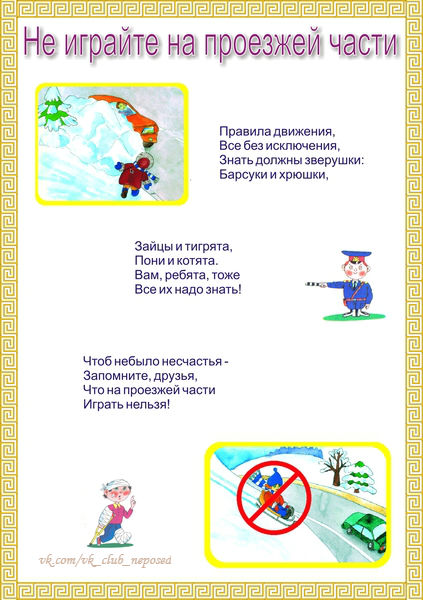 Не играйте на проезжей части
Правила движения,
Все без исключения,
Знать должны зверушки:
Барсуки и хрюшки,
Зайцы и тигрята,
Пони и котята.
Вам, ребята, тоже
Все их надо знать!
Чтоб небыло несчастья -
Запомните, друзья,
Что на проезжей части
Играть нельзя!
vk.com/vk_club_neposed